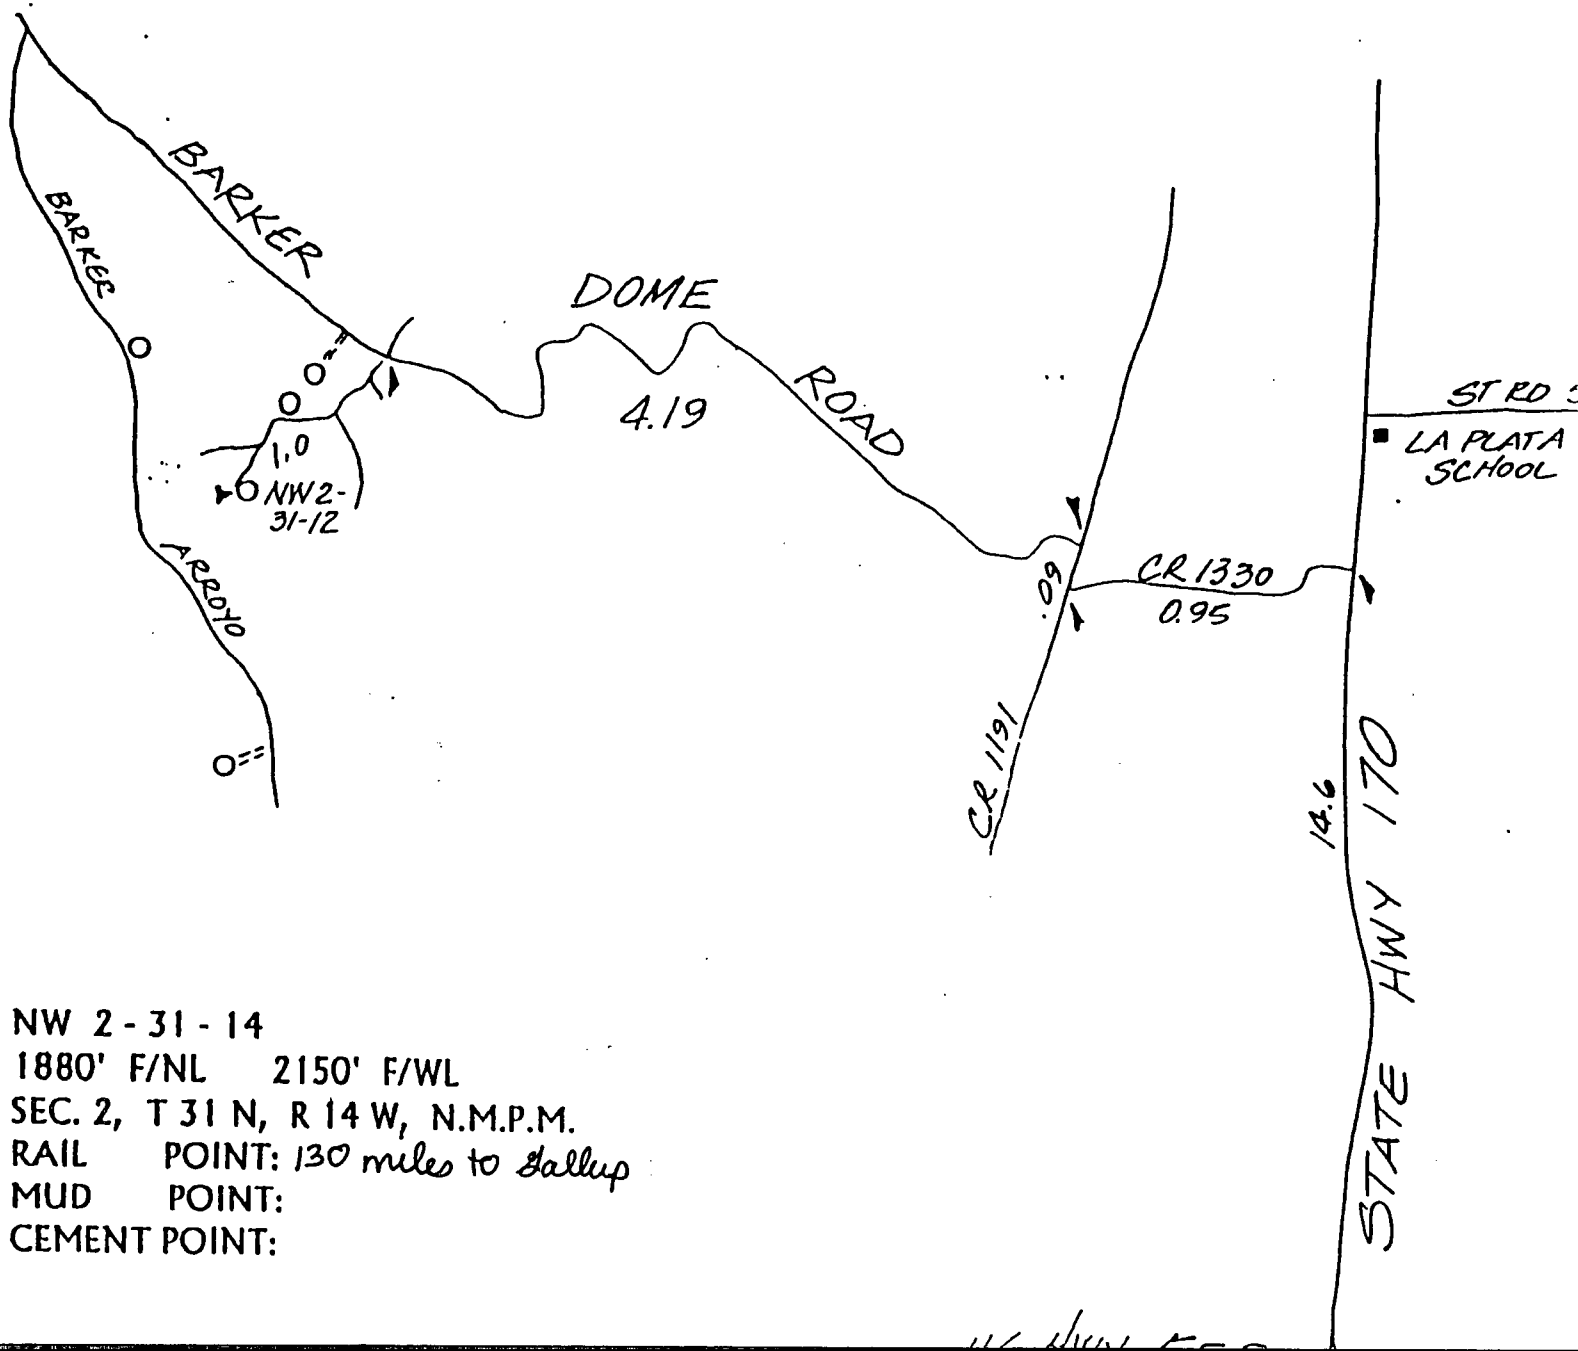 BARKER
DOME
ROAD
4.19
BARKER
ARROYO
1.0
NW 2-
31-12
ST RD
LA PLATA
SCHOOL
CR 1330
0.95
.09
CR 1191
14.6
STATE HWY 170
NW 2 - 31 - 14
1880' F/NL 2150' F/WL
SEC. 2, T 31 N, R 14 W, N.M.P.M.
RAIL POINT: 130 miles to Gallup
MUD POINT:
CEMENT POINT: